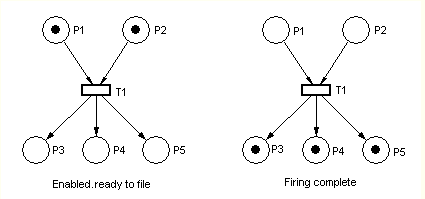 P1 P2 P1 P2
T1 T1
P3 P4 P5 P3 P4 P5
Enabled.ready to file Firing complete